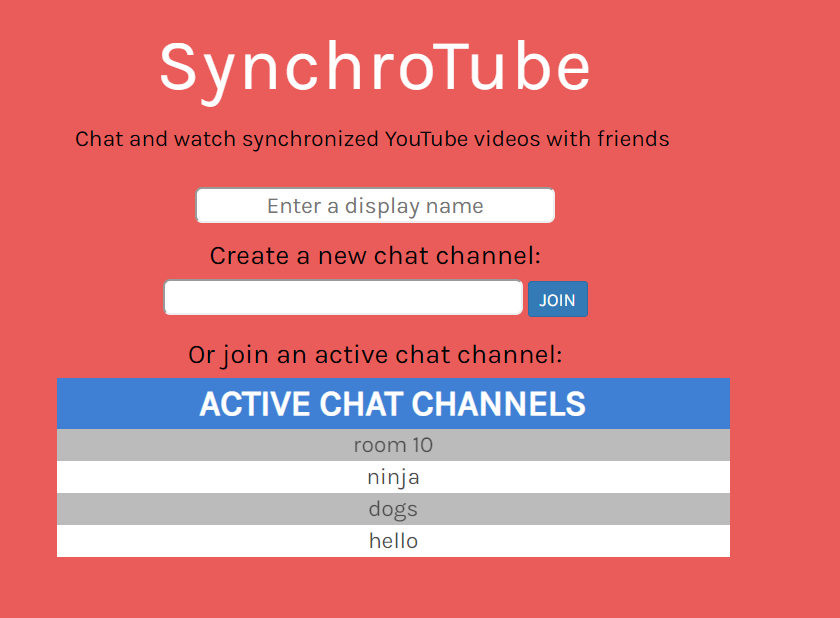 SynchroTube
Chat and watch synchronized YouTube videos with friends
Enter a display name
Create a new chat channel:
JOIN
Or join an active chat channel:
ACTIVE CHAT CHANNELS
room 10
ninja
dogs
hello